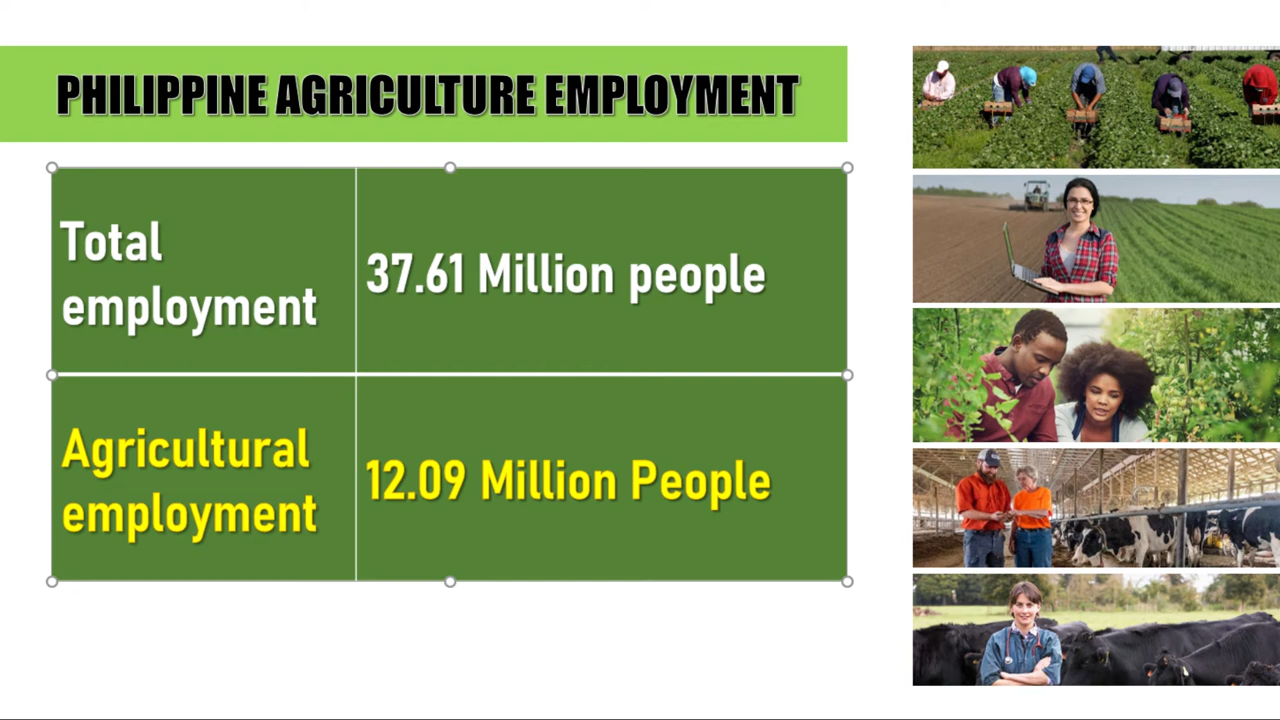 PHILIPPINE AGRICULTURE EMPLOYMENT
Total
employment
37.61 Million people
Agricultural
employment
12.09 Million People